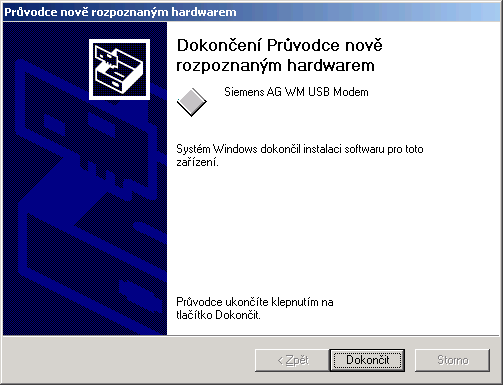 Průvodce nově rozpoznaným hardwarem
Dokončení Průvodce nově
rozpoznaným hardwarem
Siemens AG WM USB Modem
Systém Windows dokončil instalaci softwaru pro toto
zařízení.
Průvodce ukončíte klepnutím na
tlačítko Dokončit.
< Zpět
Dokončit
Storno